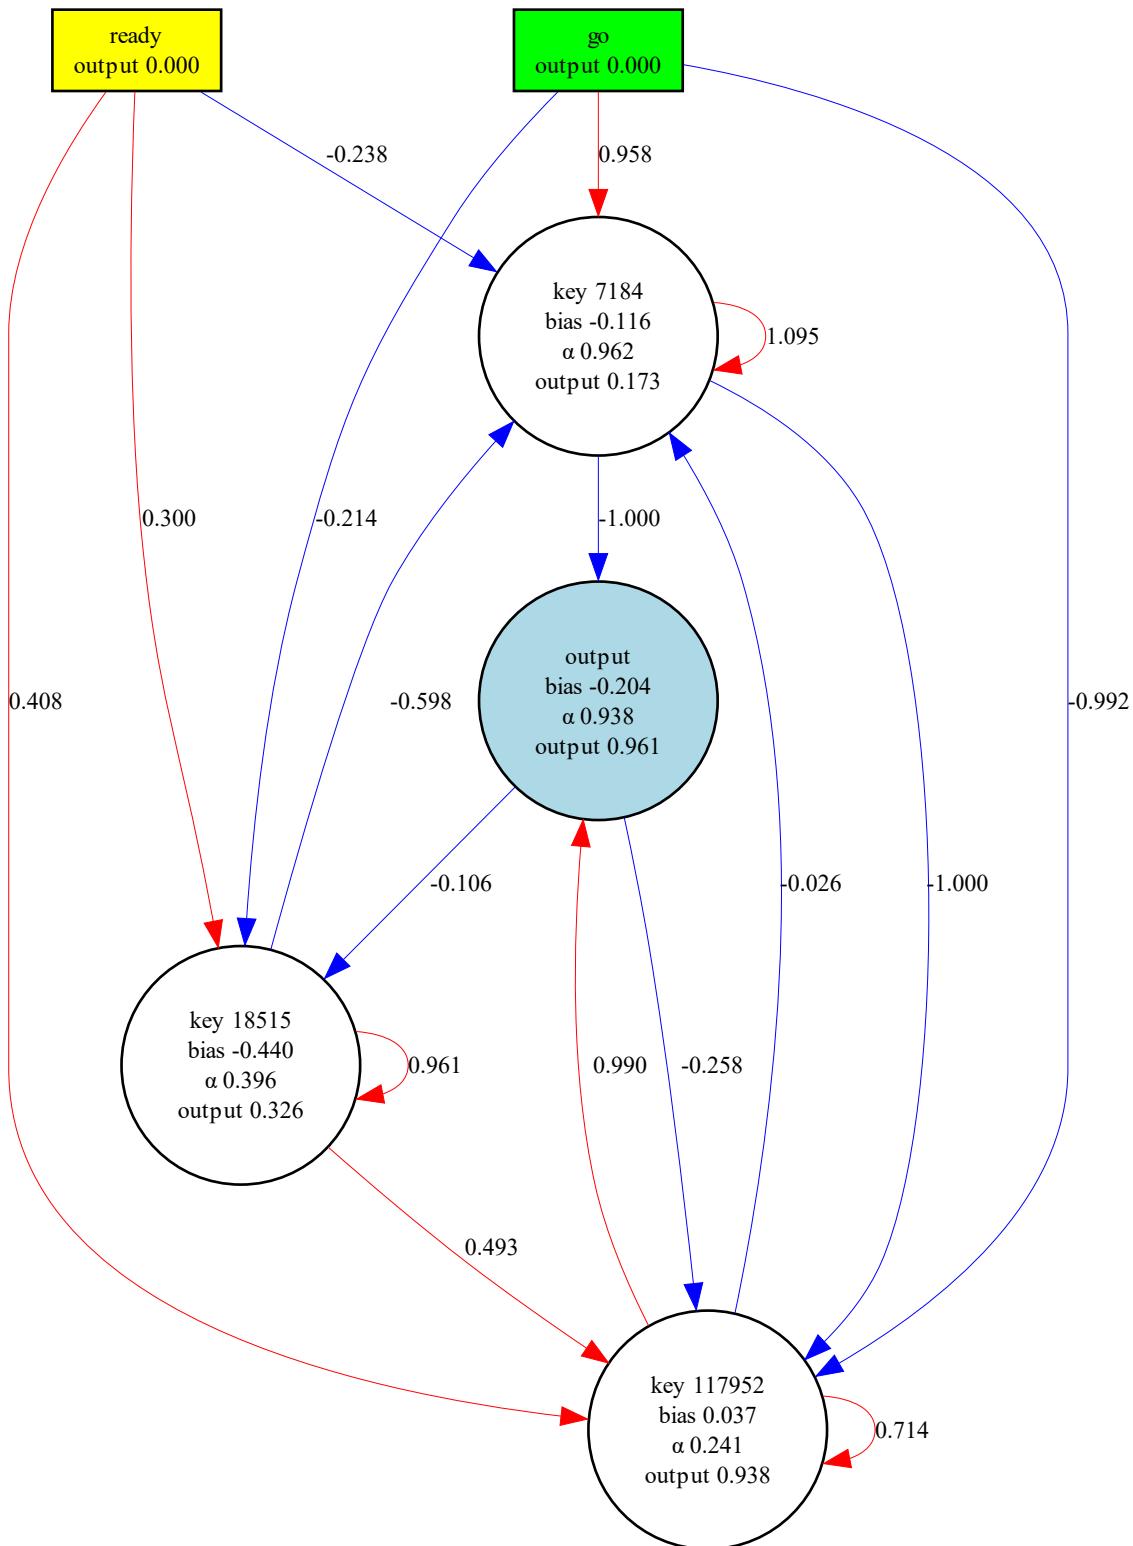 ready
output 0.000
go
output 0.000
-0.238
0.958
key 7184
bias -0.116
α 0.962
output 0.173
1.095
0.300
-0.214
-1.000
0.408
-0.598
output
bias -0.204
α 0.938
output 0.961
-0.992
-0.106
-0.026
-1.000
key 18515
bias -0.440
α 0.396
output 0.326
0.961
0.990
-0.258
0.493
key 117952
bias 0.037
α 0.241
output 0.938
0.714